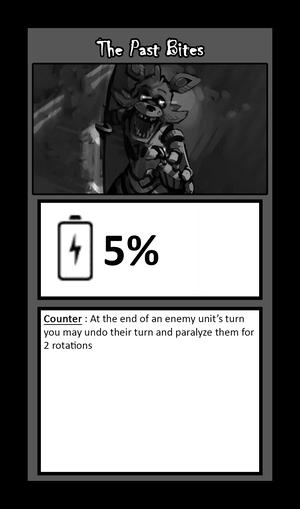 The Past Bites
5%
Counter : At the end of an enemy unit's turn
you may undo their turn and paralyze them for
2 rotations